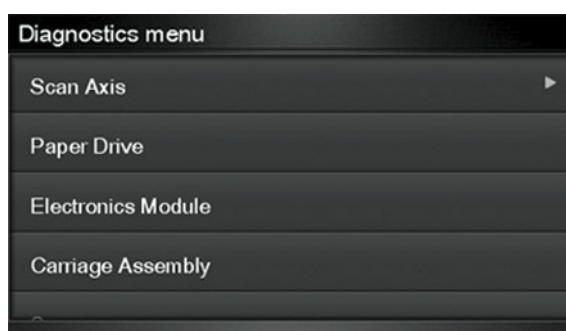 Diagnostics menu
Scan Axis
Paper Drive
Electronics Module
Carriage Assembly